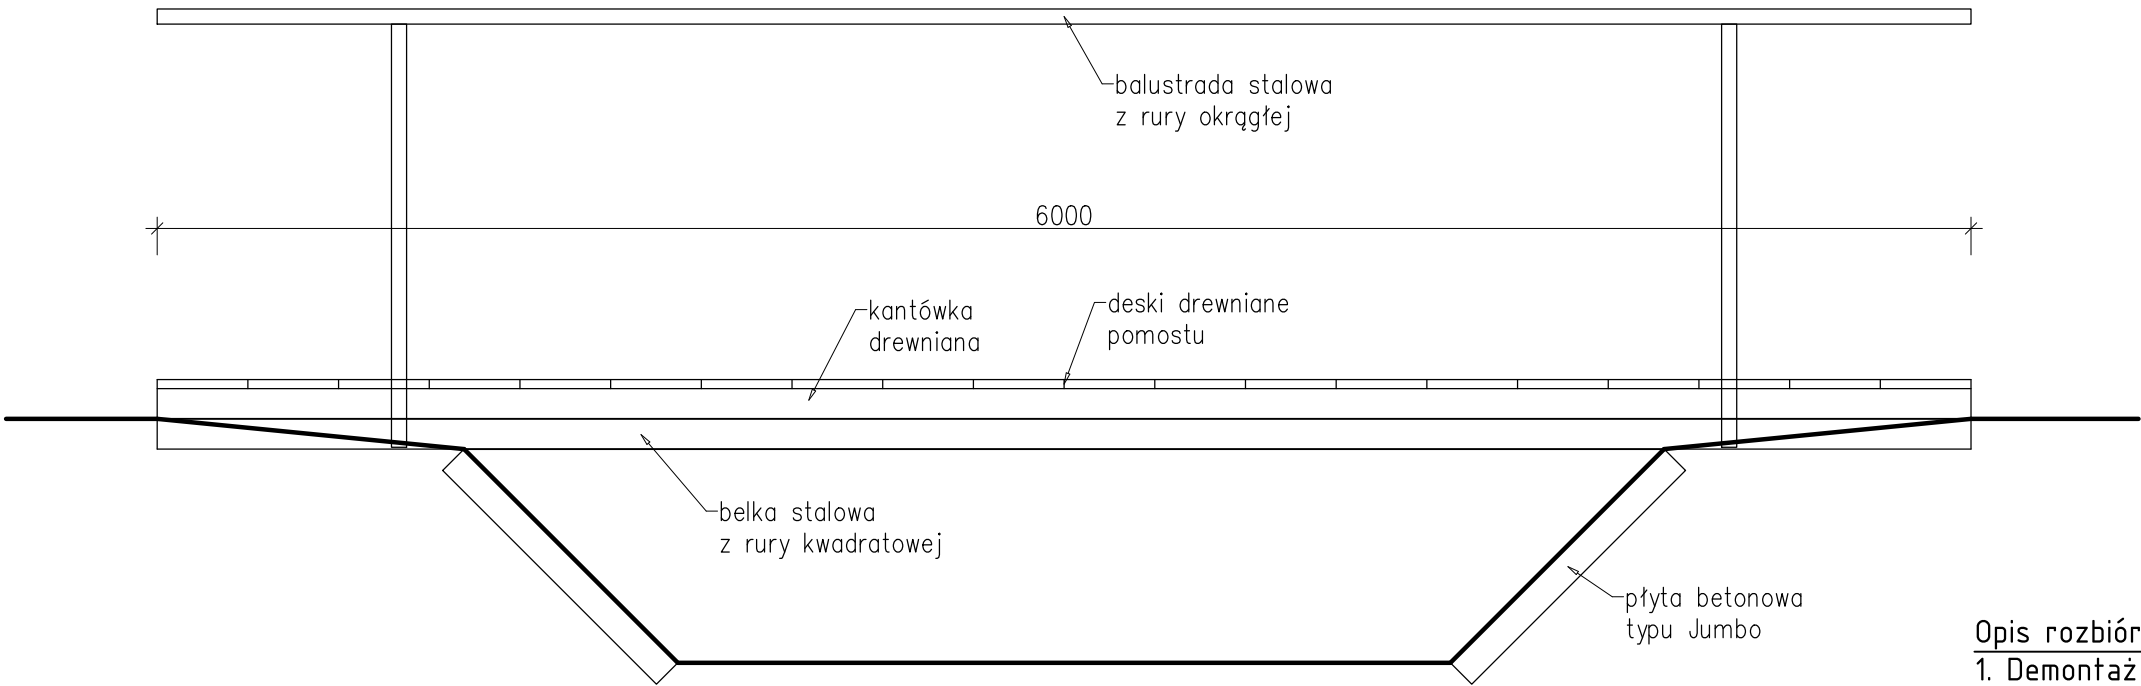 balustrada stalowa
z rury okrągłej
6000
kantówka
drewniana
deski drewniane
pomostu
belka stalowa
z rury kwadratowej
płyta betonowa
typu Jumbo
Opis rozbiór
1. Demontaż